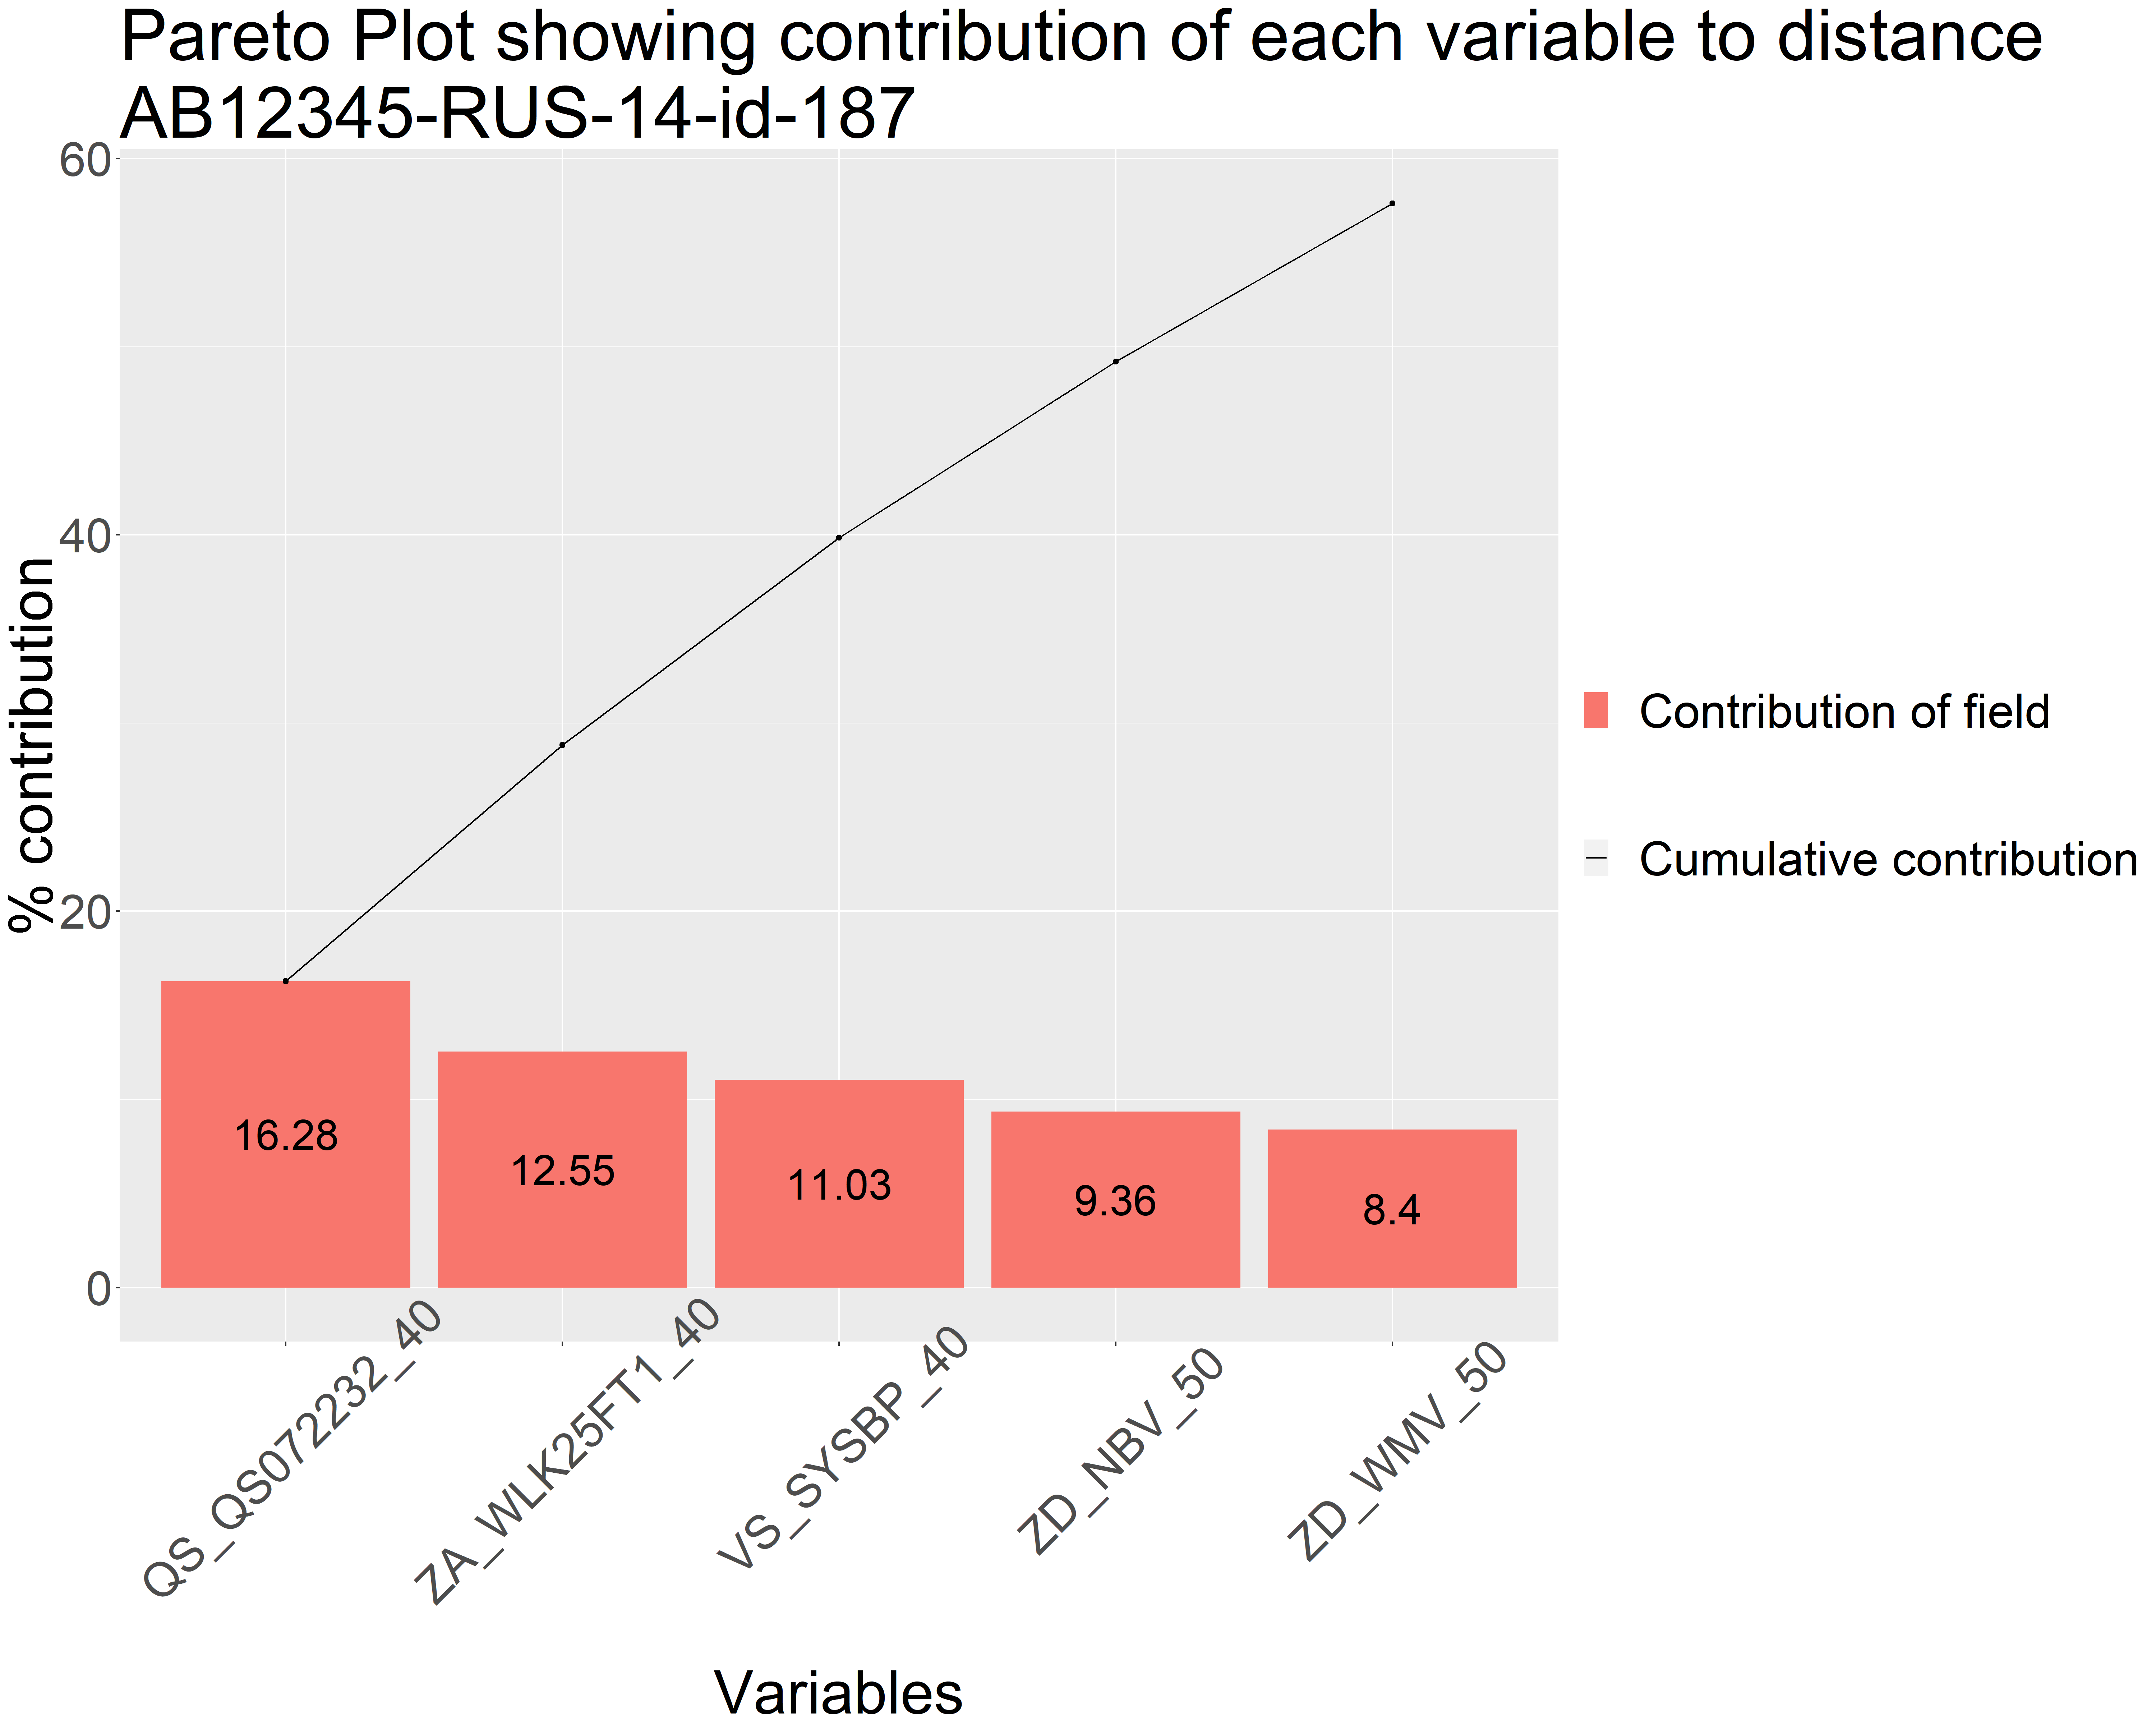 Pareto Plot showing contribution of each variable to distance
AB12345-RUS-14-id-187
% contribution
60
40
20
0
16.28
12.55
11.03
9.36
8.4
QS_QS072232_40
ZA_WLK25FT1_40
VS_SYSBP_40
ZD_NBV_50
ZD_WMV_50
Variables
Contribution of field
Cumulative contribution